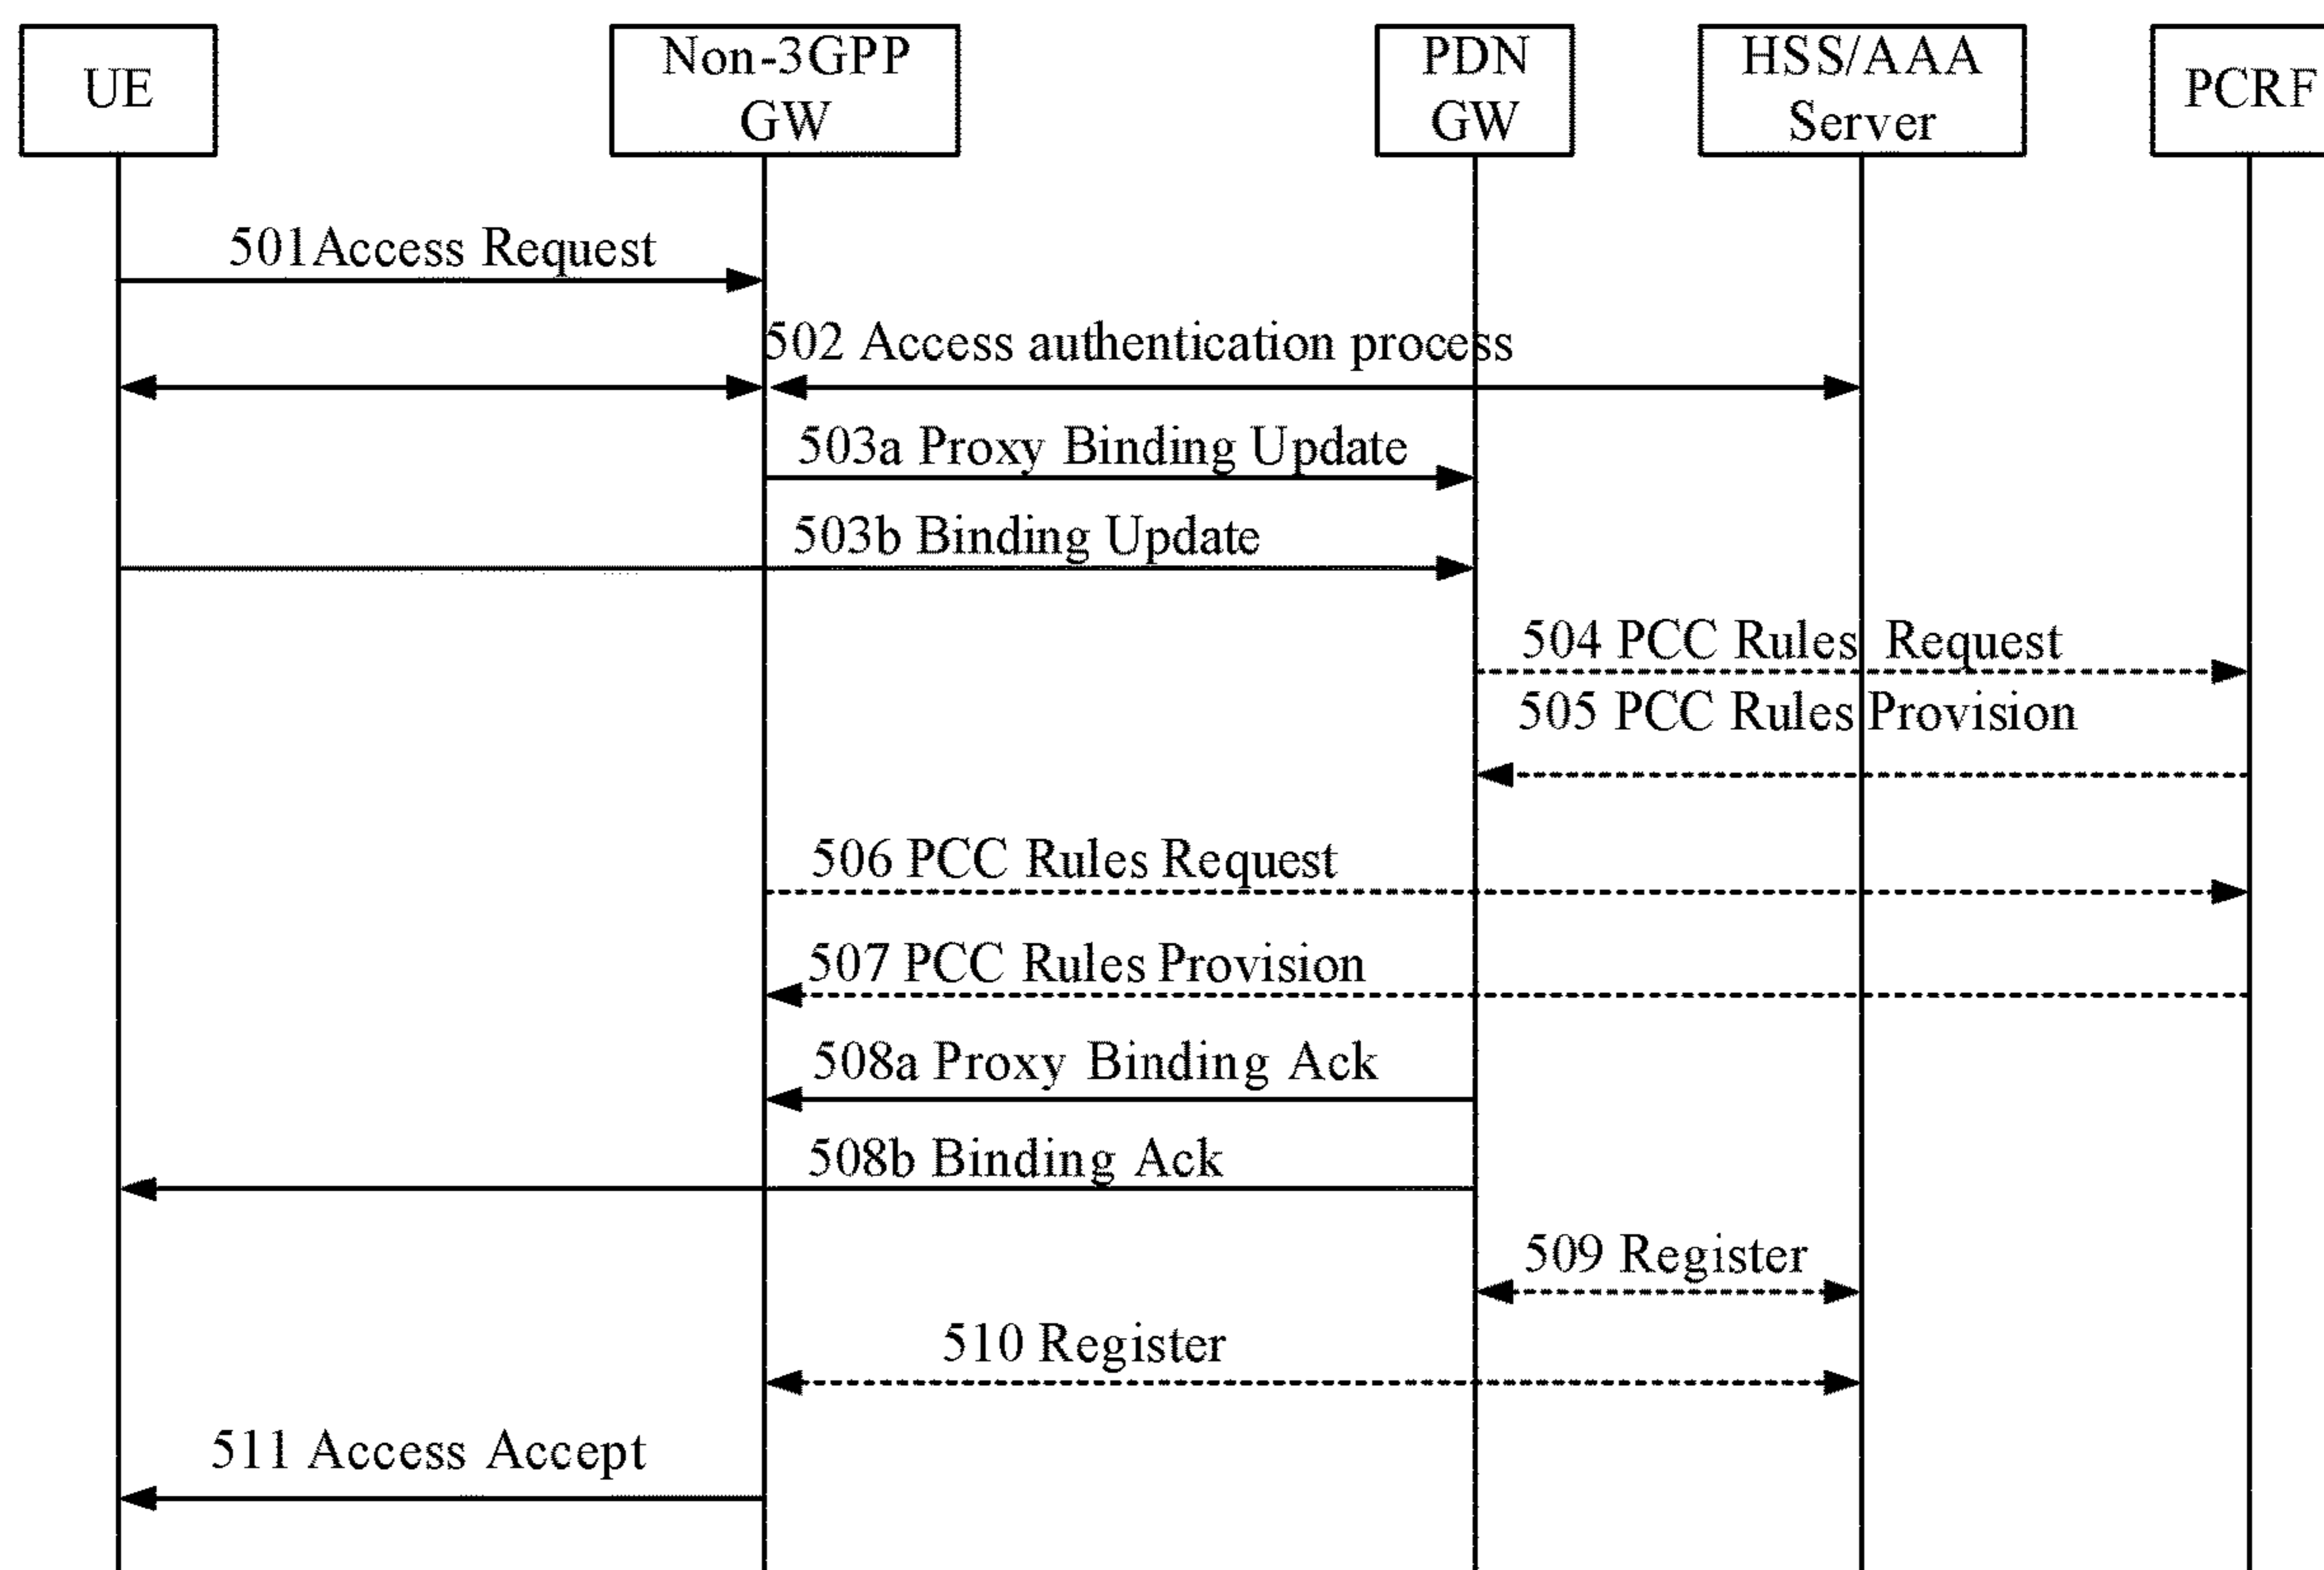 UE
Non-3GPP
GW
PDN
GW
HSS/AAA
Server
PCRF
501Access Request
502 Access authentication process
503a Proxy Binding Update
503b Binding Update
504 PCC Rules Request
505 PCC Rules Provision
506 PCC Rules Request
507 PCC Rules Provision
508a Proxy Binding Ack
508b Binding Ack
509 Register
510 Register
511 Access Accept